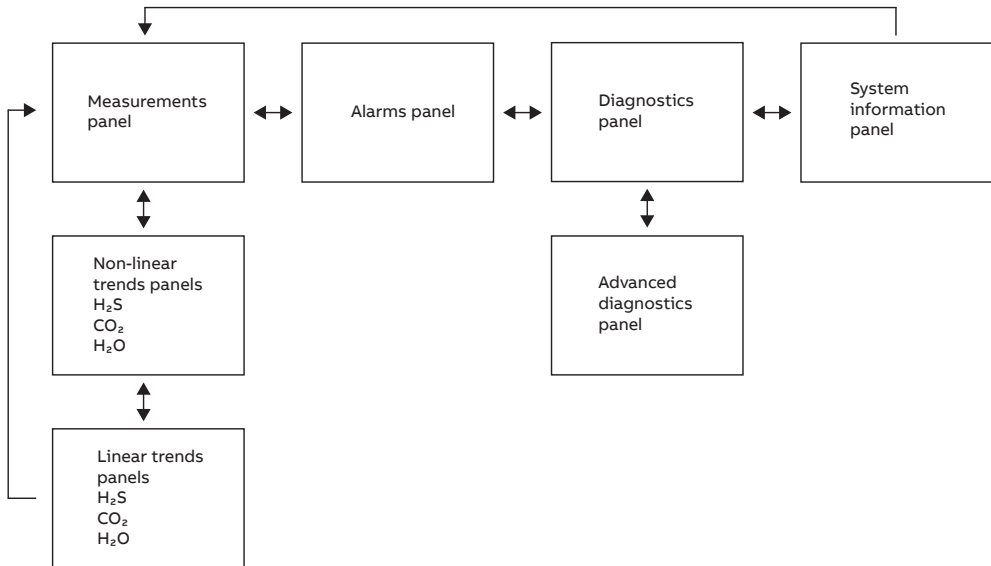 Measurements
panel
Alarms panel
Diagnostics
panel
System
information
panel
Non-linear
trends panels
H₂S
CO₂
H₂O
Advanced
diagnostics
panel
Linear trends
panels
H₂S
CO₂
H₂O